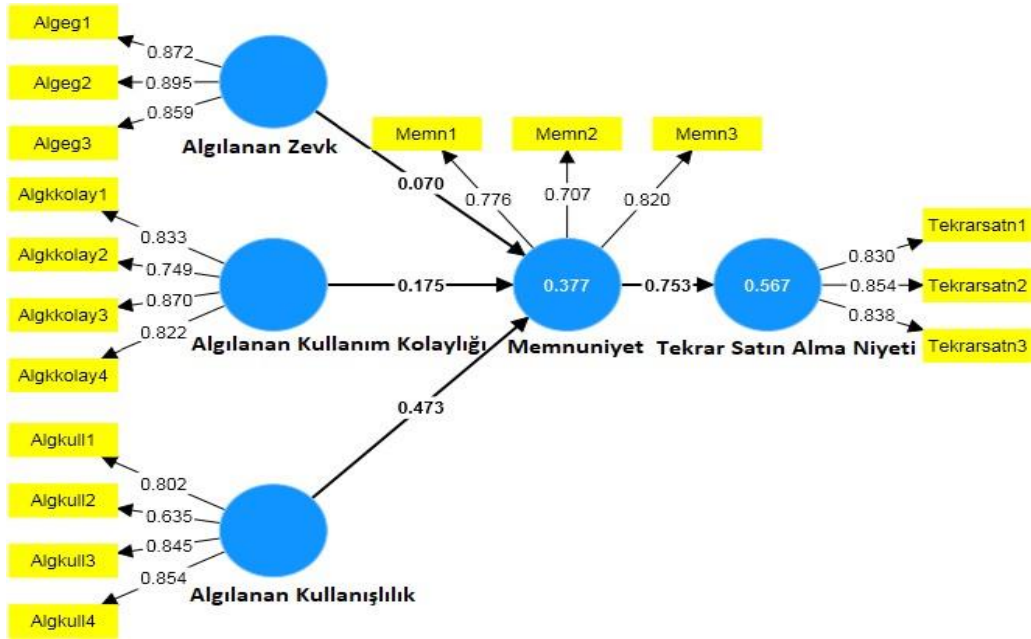 Algeg1
0.872
Algeg2
0.895
0.859
Algeg3
Algılanan Zevk
0.070
Memn1
Memn2
Memn3
0.776
0.707
0.820
Algkkolay1
0.833
Algkkolay2
0.749
Algkkolay3
0.870
0.822
Algkkolay4
Algılanan Kullanım Kolaylığı
0.175
0.377
Memnuniyet
0.753
0.567
Tekrar Satın Alma Niyeti
Tekrarsatn1
0.830
Tekrarsatn2
0.854
0.838
Tekrarsatn3
0.473
Algkull1
0.802
Algkull2
0.635
Algkull3
0.845
0.854
Algkull4
Algılanan Kullanışlılık